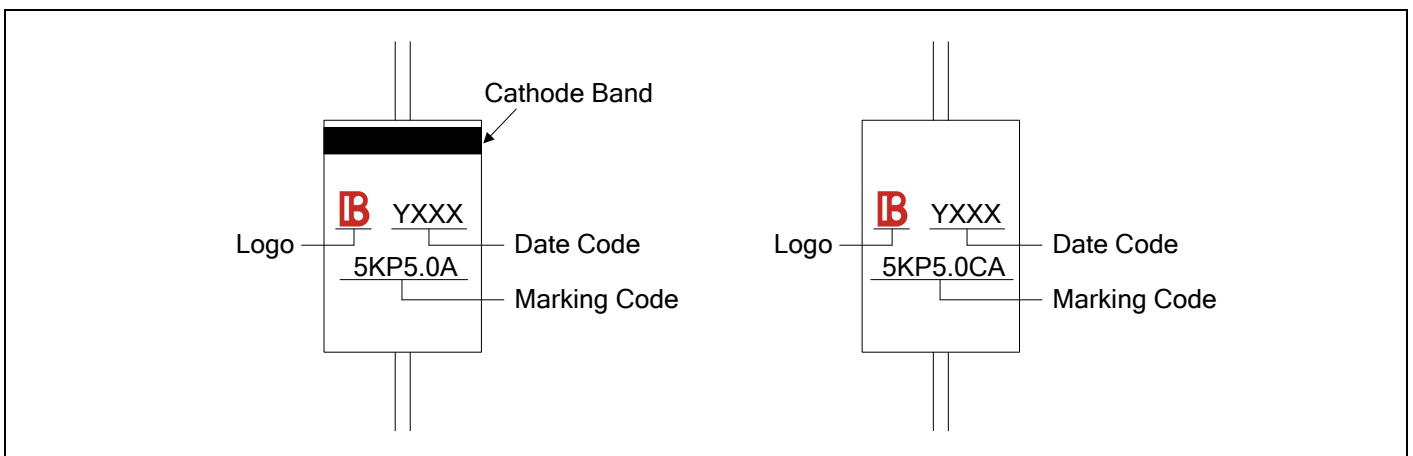 Cathode Band
B YXXX
Logo Date Code
5KP5.0A
Marking Code
B YXXX
Logo Date Code
5KP5.0CA
Marking Code